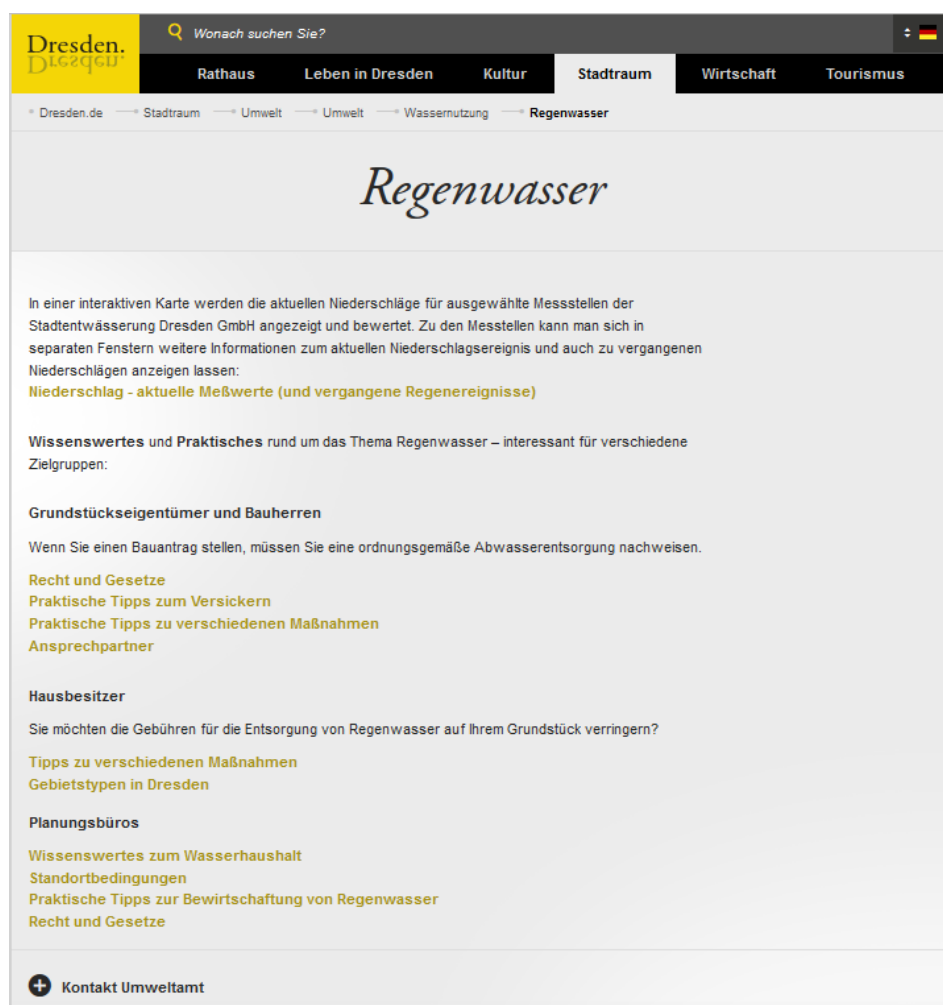 Dresden.
Wonach suchen Sie?
Rathaus Leben in Dresden Kultur Stadtraum Wirtschaft Tourismus
Dresden.de Stadtraum Umwelt Umwelt Wassernutzung Regenwasser
Regenwasser
In einer interaktiven Karte werden die aktuellen Niederschläge für ausgewählte Messstellen der
Stadtentwässerung Dresden GmbH angezeigt und bewertet. Zu den Messtellen kann man sich in
separaten Fenstern weitere Informationen zum aktuellen Niederschlagsereignis und auch zu vergangenen
Niederschlägen anzeigen lassen:
Niederschlag - aktuelle Meßwerte (und vergangene Regenereignisse)
Wissenswertes und Praktisches rund um das Thema Regenwasser – interessant für verschiedene
Zielgruppen:
Grundstückseigentümer und Bauherren
Wenn Sie einen Bauantrag stellen, müssen Sie eine ordnungsgemäße Abwasserentsorgung nachweisen.
Recht und Gesetze
Praktische Tipps zum Versickern
Praktische Tipps zu verschiedenen Maßnahmen
Ansprechpartner
Hausbesitzer
Sie möchten die Gebühren für die Entsorgung von Regenwasser auf Ihrem Grundstück verringern?
Tipps zu verschiedenen Maßnahmen
Gebietstypen in Dresden
Planungsbüros
Wissenswertes zum Wasserhaushalt
Standortbedingungen
Praktische Tipps zur Bewirtschaftung von Regenwasser
Recht und Gesetze
Kontakt Umweltamt